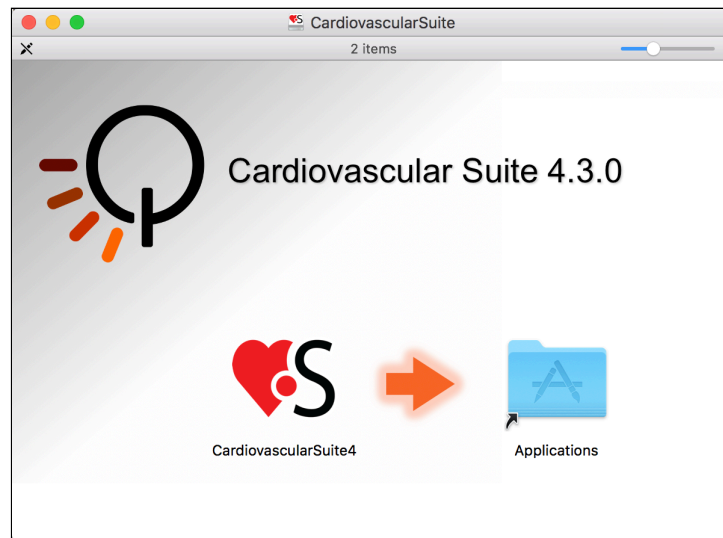 CardiovascularSuite
2 items
Cardiovascular Suite 4.3.0
CardiovascularSuite4
Applications